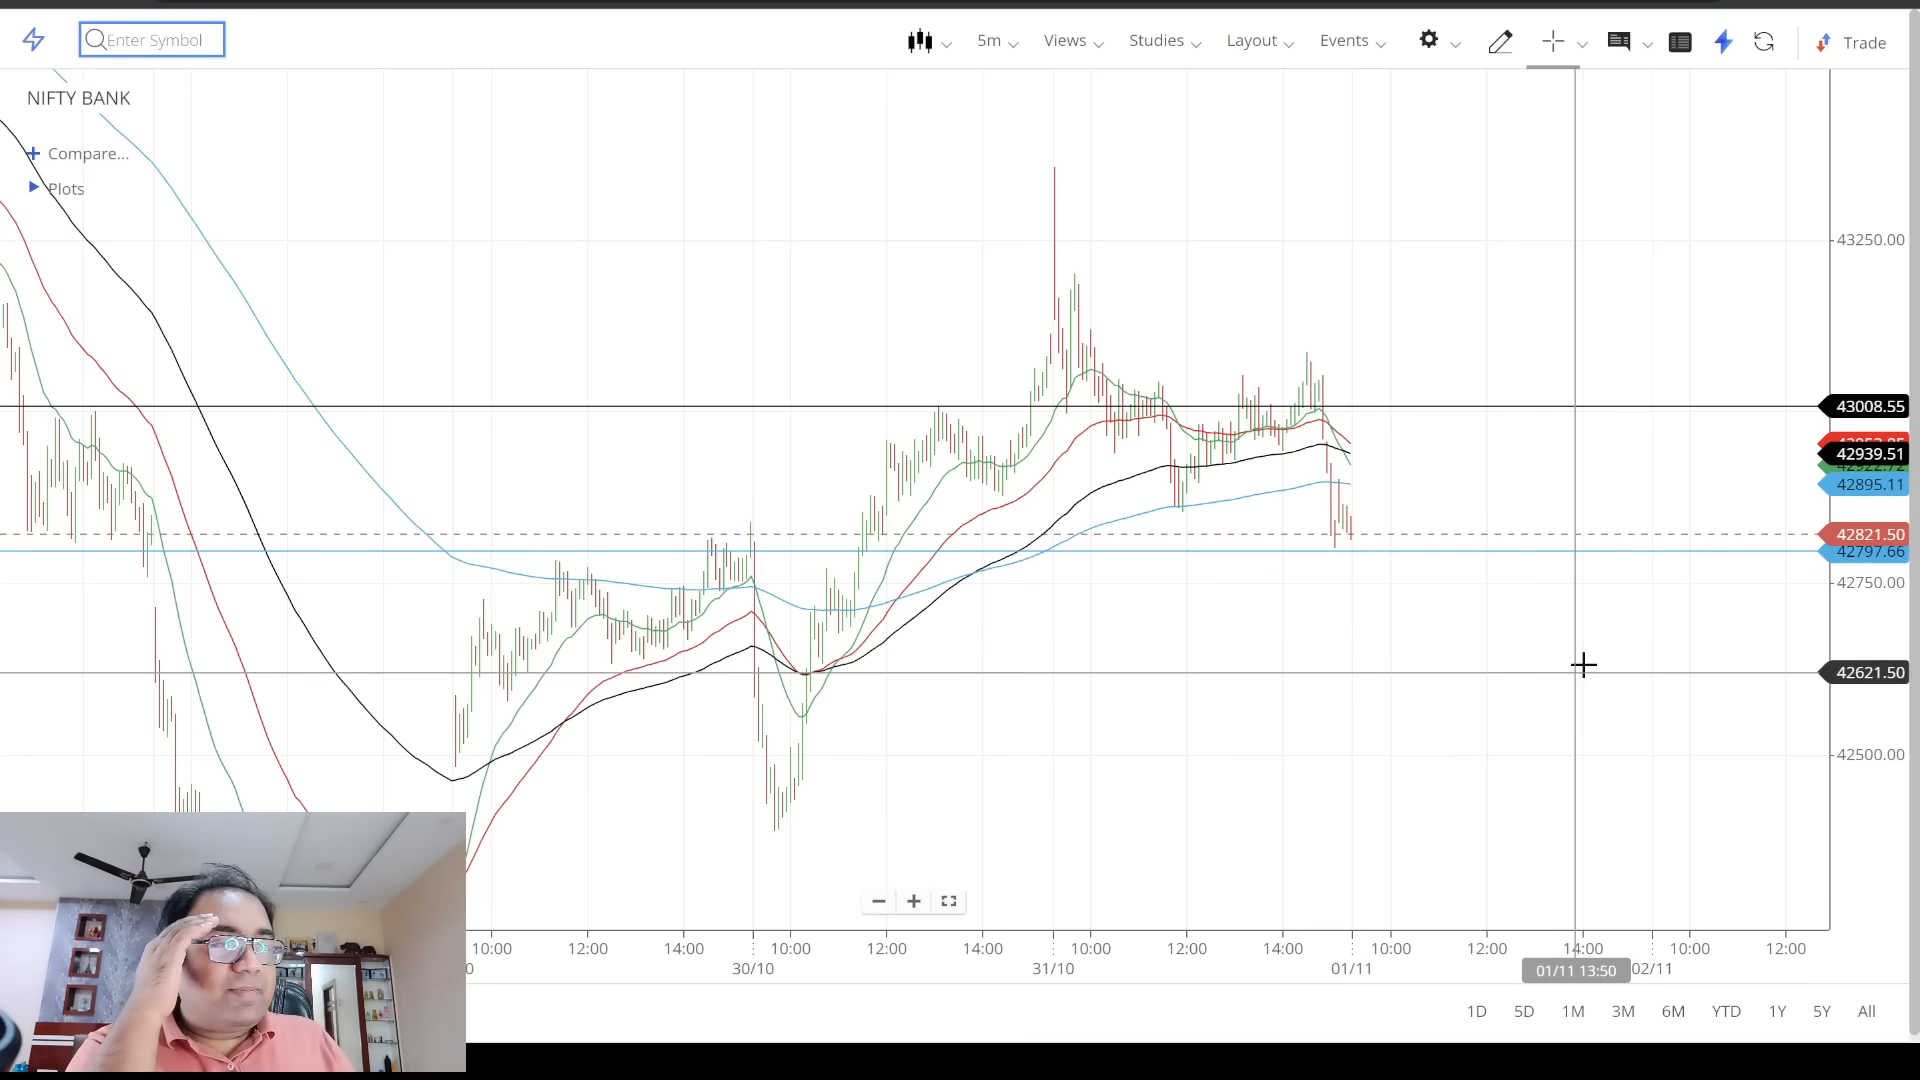 Enter Symbol
5m
Views
Studies
Layout
Events
Trade
NIFTY BANK
Compare...
Plots
43250.00
43008.55
42939.51
42895.11
42821.50
42797.66
42750.00
42621.50
42500.00
10:00 12:00 14:00 10:00 12:00 14:00 10:00 12:00 14:00 10:00 12:00 14:00 10:00 12:00
0 30/10 31/10 01/11 01/11 13:50 02/11
1D 5D 1M 3M 6M YTD 1Y 5Y All